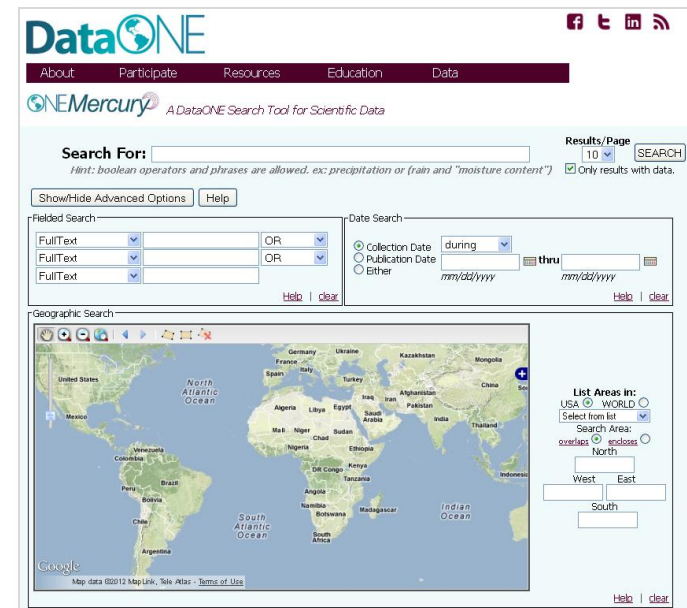 DataONE
About Participate Resources Education Data
ONEMercury A DataONE Search Tool for Scientific Data
Results/Page
Search For: 10 SEARCH
Hint: boolean operators and phrases are allowed. ex: precipitation or (rain and "moisture content") Only results with data.
Show/Hide Advanced Options Help
Fielded Search Date Search
FullText OR
FullText OR
FullText
Collection Date during
Publication Date thru
Either mm/dd/yyyy mm/dd/yyyy
Help | clear Help | clear
Geographic Search
Germany Ukraine
France Kazakhstan Mongolia
United States Spain Italy
North Turkey China
Atlantic Afghanistan
Ocean Iraq Iran
Algeria Libya Egypt Pakistan
Mexico Saudi India
Arabia Thailand
Mali Niger Sudan
Chad
Venezuela Nigeria Ethiopia
Colombia
DR Congo Kenya
Tanzania Indonesia
Brazil
Peru Angola
Bolivia Namibia
Botswana Madagascar Indian
Chile South Ocean
Atlantic
Ocean South
Africa
Argentina
Google
Map data ©2012 MapLink, Tele Atlas - Terms of Use
List Areas in:
USA WORLD
Select from list
Search Area:
overlaps encloses
North
West East
South
Help | clear